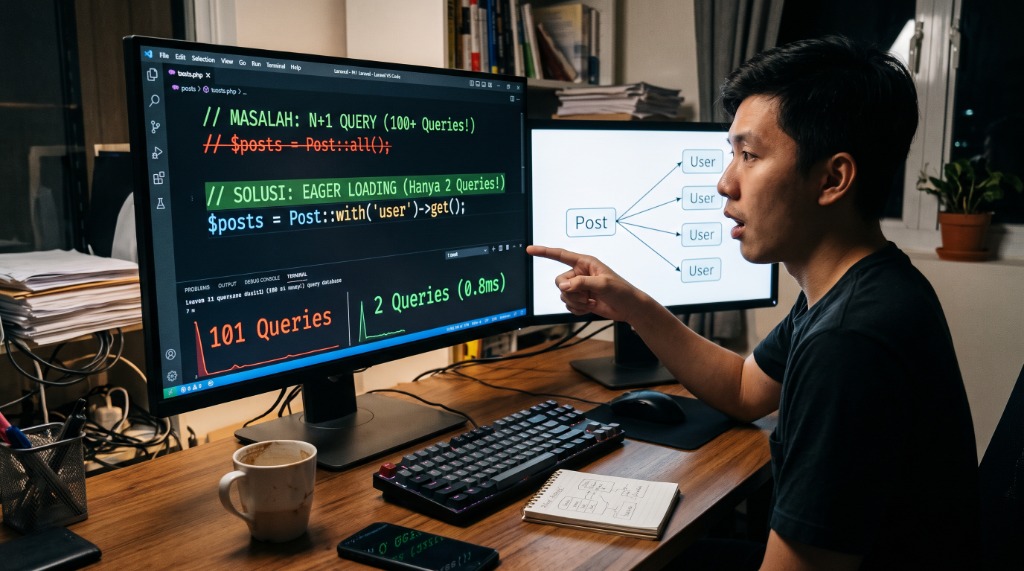 File Edit Selection View Go Run Terminal Help
posts >
// MASALAH: N+1 QUERY (100+ Queries!)
// $posts = Post::all();
// SOLUSI: EAGER LOADING (Hanya 2 Queries!)
$posts = Post::with('user')->get();
PROBLEMS OUTPUT DEBUG CONSOLE TERMINAL
query database
101 Queries
2 Queries (0.8ms)
Post
User
User
User
User